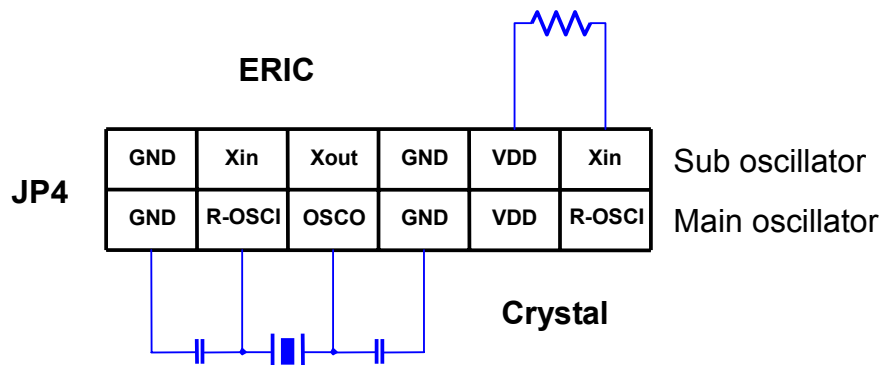 ERIC
GND Xin Xout GND VDD Xin Sub oscillator
JP4
GND R-OSCI OSCO GND VDD R-OSCI Main oscillator
Crystal